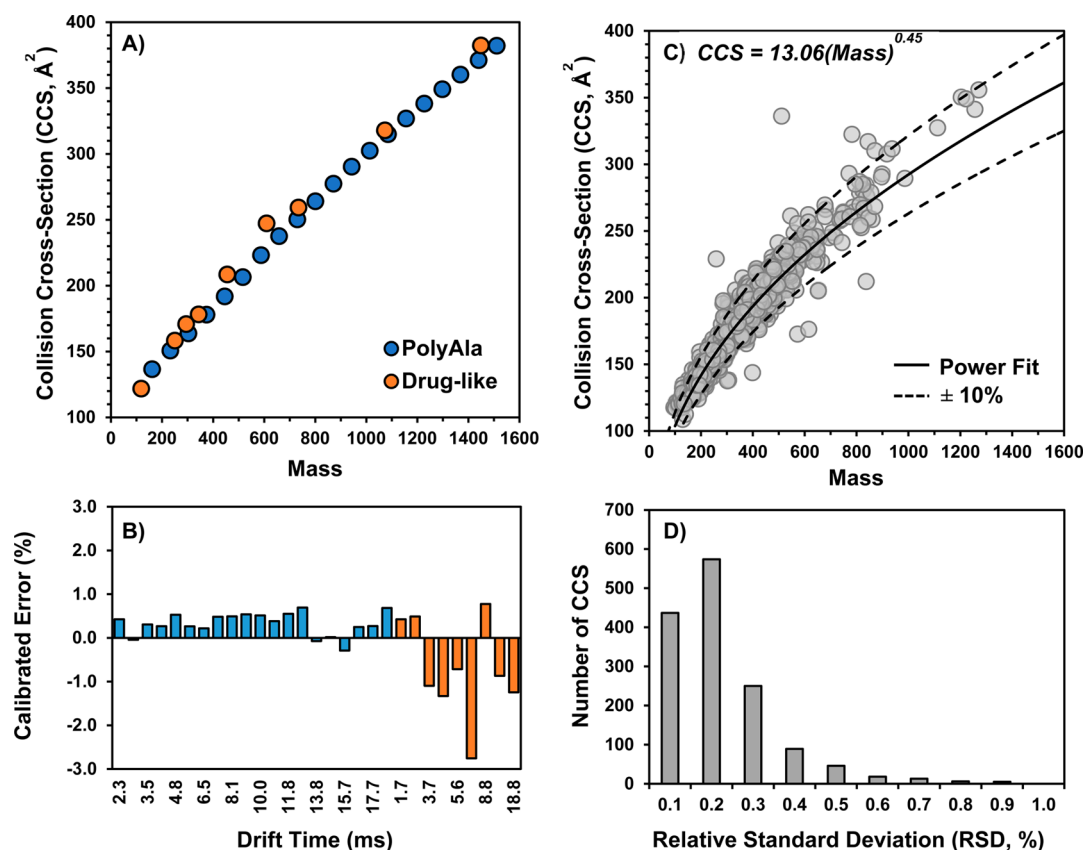 A)
Collision Cross-Section (CCS, Å2)
400
350
300
250
200
150
100
PolyAla
Drug-like
0 200 400 600 800 1000 1200 1400 1600
Mass
C) CCS = 13.06(Mass)0.45
Collision Cross-Section (CCS, Å2)
400
350
300
250
200
150
100
Power Fit
± 10%
0 200 400 600 800 1000 1200 1400 1600
Mass
B)
Calibrated Error (%)
3.0
2.0
1.0
0.0
-1.0
-2.0
-3.0
2.3 3.5 4.8 6.5 8.1 10.0 11.8 13.8 15.7 17.7 1.7 3.7 5.6 8.8 18.8
Drift Time (ms)
D)
Number of CCS
700
600
500
400
300
200
100
0
0.1 0.2 0.3 0.4 0.5 0.6 0.7 0.8 0.9 1.0
Relative Standard Deviation (RSD, %)